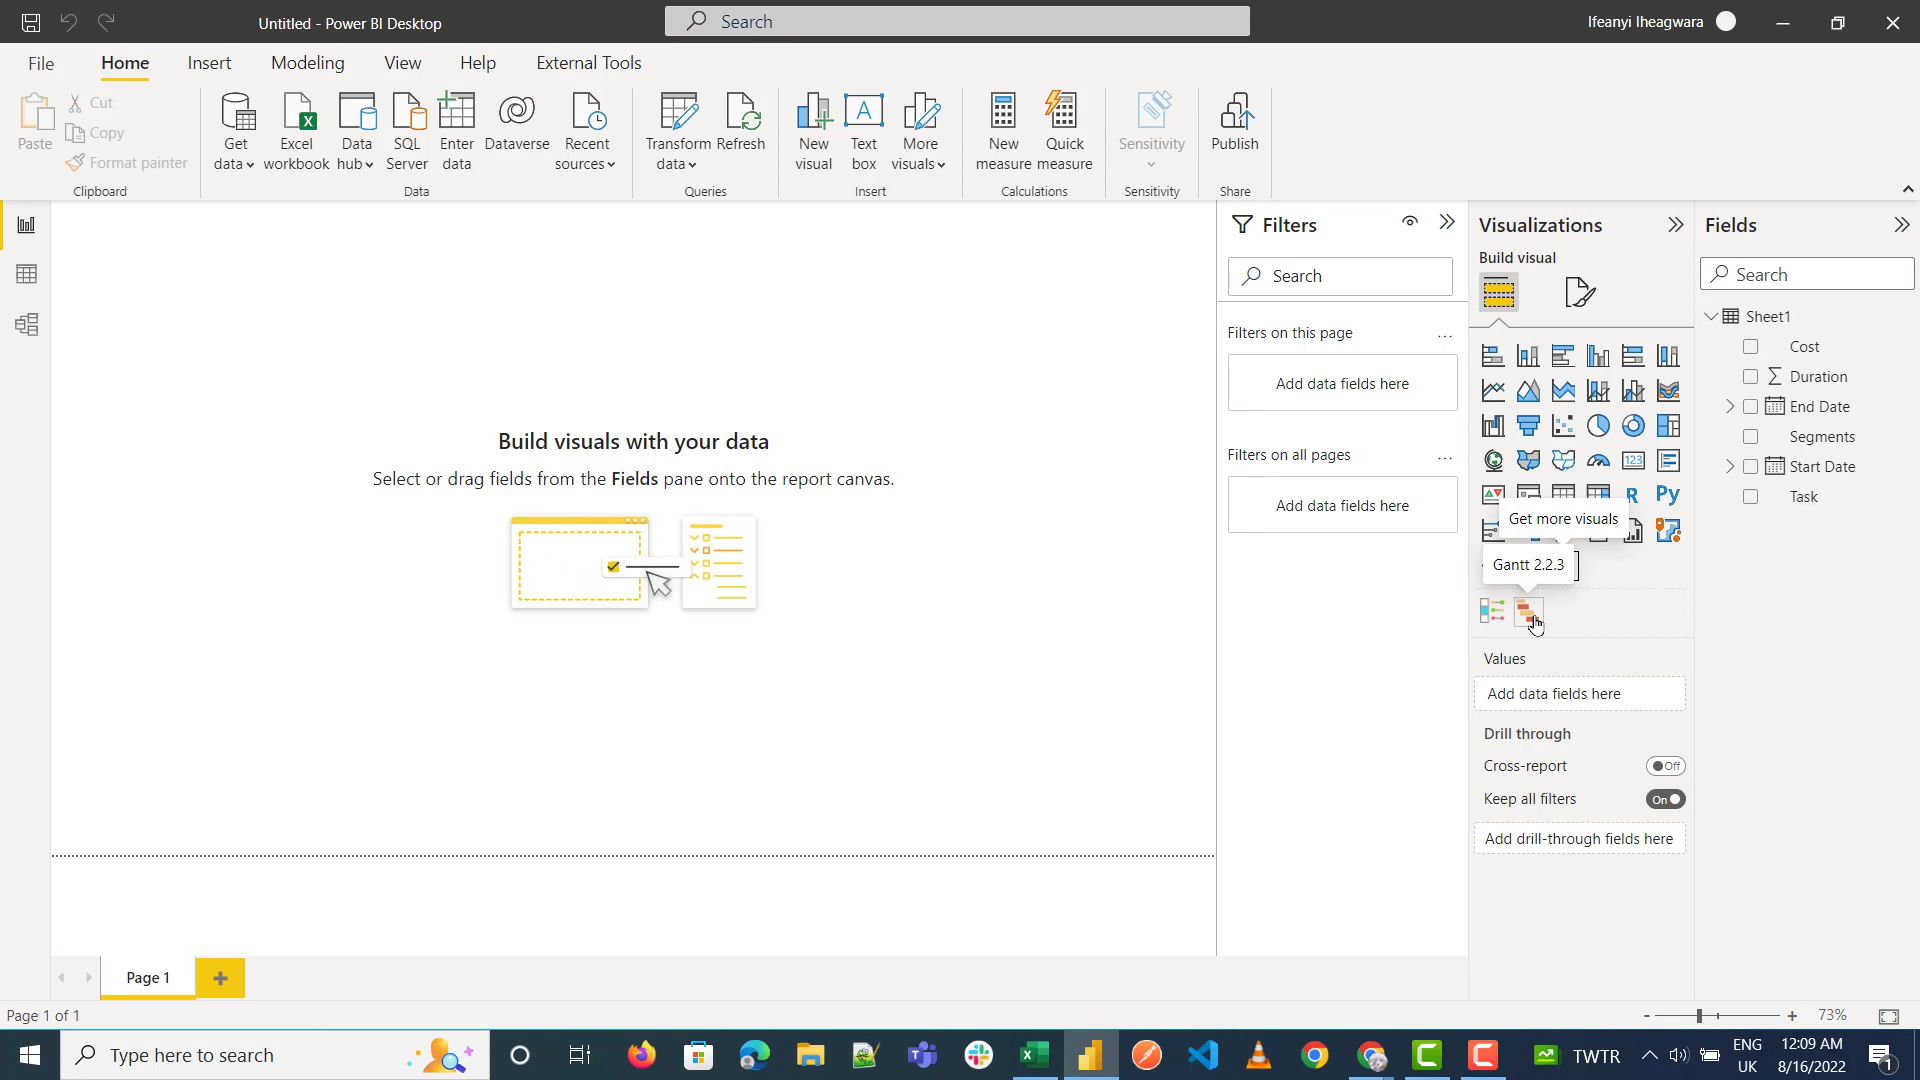 Untitled - Power BI Desktop
Search
Ifeanyi Iheagwara
File
Home
Insert
Modeling
View
Help
External Tools
Paste
Cut
Copy
Format painter
Clipboard
Get data
Excel workbook
Data hub
SQL Server
Enter data
Dataverse
Recent sources
Data
Transform data
Refresh
Queries
New visual
Text box
More visuals
Insert
New measure
Quick measure
Calculations
Sensitivity
Sensitivity
Publish
Share
Build visuals with your data
Select or drag fields from the Fields pane onto the report canvas.
Filters
Search
Filters on this page
...
Add data fields here
Filters on all pages
...
Add data fields here
Visualizations
Build visual
123
R
Py
Get more visuals
Gantt 2.2.3
Values
Add data fields here
Drill through
Cross-report
Off
Keep all filters
On
Add drill-through fields here
Fields
Search
Sheet1
Cost
Duration
End Date
Segments
Start Date
Task
Page 1
Page 1 of 1
- + 73%
Type here to search
TWTR
ENG
UK
12:09 AM
8/16/2022
1